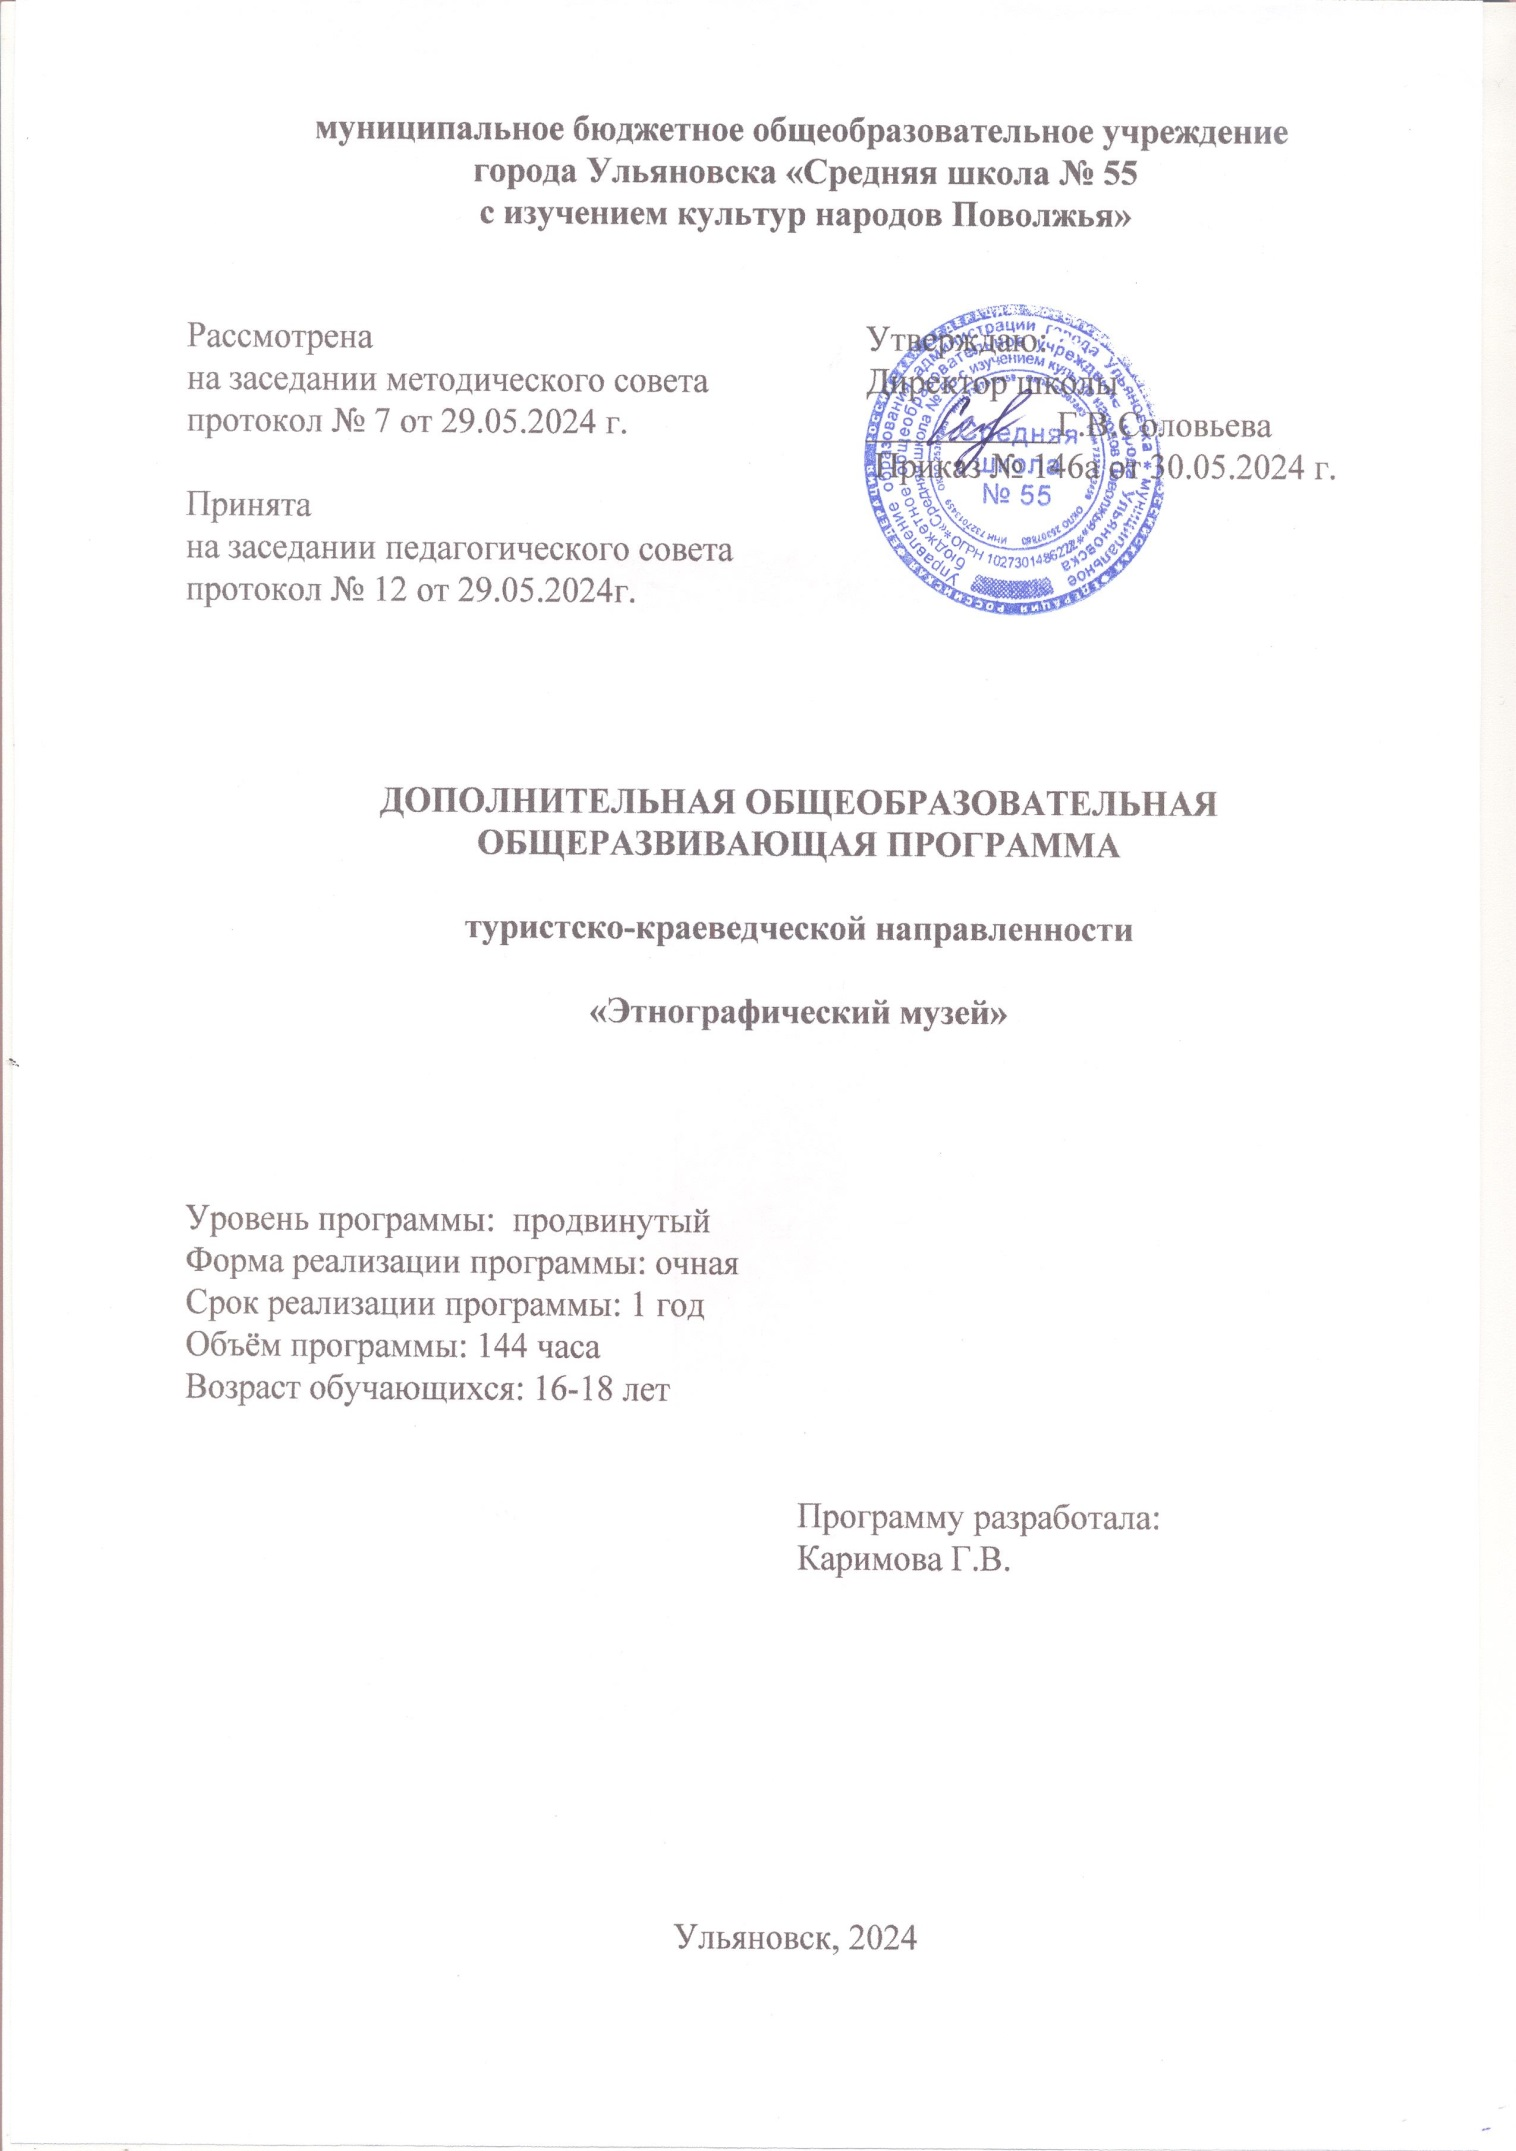 муниципальное бюджетное общеобразовательное учреждение
города Ульяновска «Средняя школа № 55
с изучением культур народов Поволжья»
Рассмотрена
на заседании методического совета
протокол № 7 от 29.05.2024 г.
Принята
на заседании педагогического совета
протокол № 12 от 29.05.2024г.
Утверждаю:
Директор школы
Г.В.Соловьева
Приказ № 146а от 30.05.2024 г.
Средняя
школа
№ 55
ДОПОЛНИТЕЛЬНАЯ ОБЩЕОБРАЗОВАТЕЛЬНАЯ
ОБЩЕРАЗВИВАЮЩАЯ ПРОГРАММА
туристско-краеведческой направленности
«Этнографический музей»
Уровень программы: продвинутый
Форма реализации программы: очная
Срок реализации программы: 1 год
Объём программы: 144 часа
Возраст обучающихся: 16-18 лет
Программу разработала:
Каримова Г.В.
Ульяновск, 2024